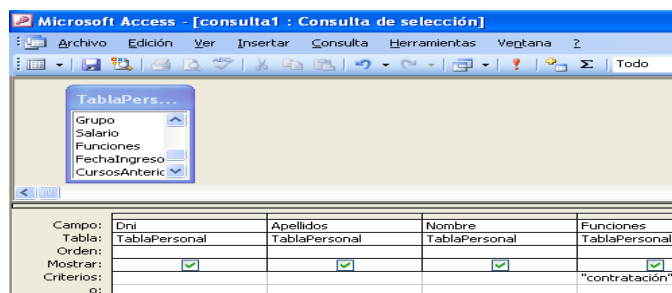 Microsoft Access - [consulta1 : Consulta de selección]
Archivo Edición Ver Insertar Consulta Herramientas Ventana ?
Todo
TablaPers...
Grupo
Salario
Funciones
FechaIngreso
CursosAnteric
Campo: Dni Apellidos Nombre Funciones
Tabla: TablaPersonal TablaPersonal TablaPersonal TablaPersonal
Orden:
Mostrar:
Criterios: "contratación"
o: